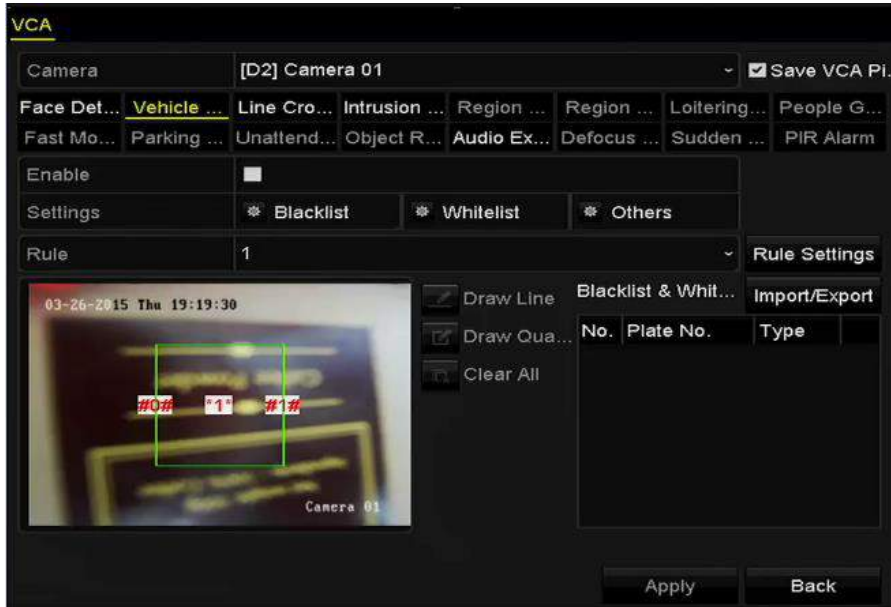 VCA
Camera [D2] Camera 01 Save VCA Pi.
Face Det... Vehicle ... Line Cro... Intrusion ... Region ... Region ... Loitering... People G...
Fast Mo... Parking ... Unattend... Object R... Audio Ex... Defocus ... Sudden ... PIR Alarm
Enable
Settings Blacklist Whitelist Others
Rule 1 Rule Settings
03-26-2015 Thu 19:19:30 Draw Line Blacklist & Whit... Import/Export
Draw Qua... No. Plate No. Type
Clear All
#0# *1* #1#
Camera 01
Apply Back